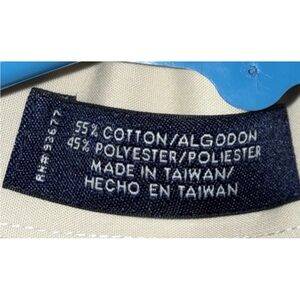 55% COTTON/ALGODON
45% POLYESTER/POLIESTER
MADE IN TAIWAN/
HECHO EN TAIWAN
RN# 93677